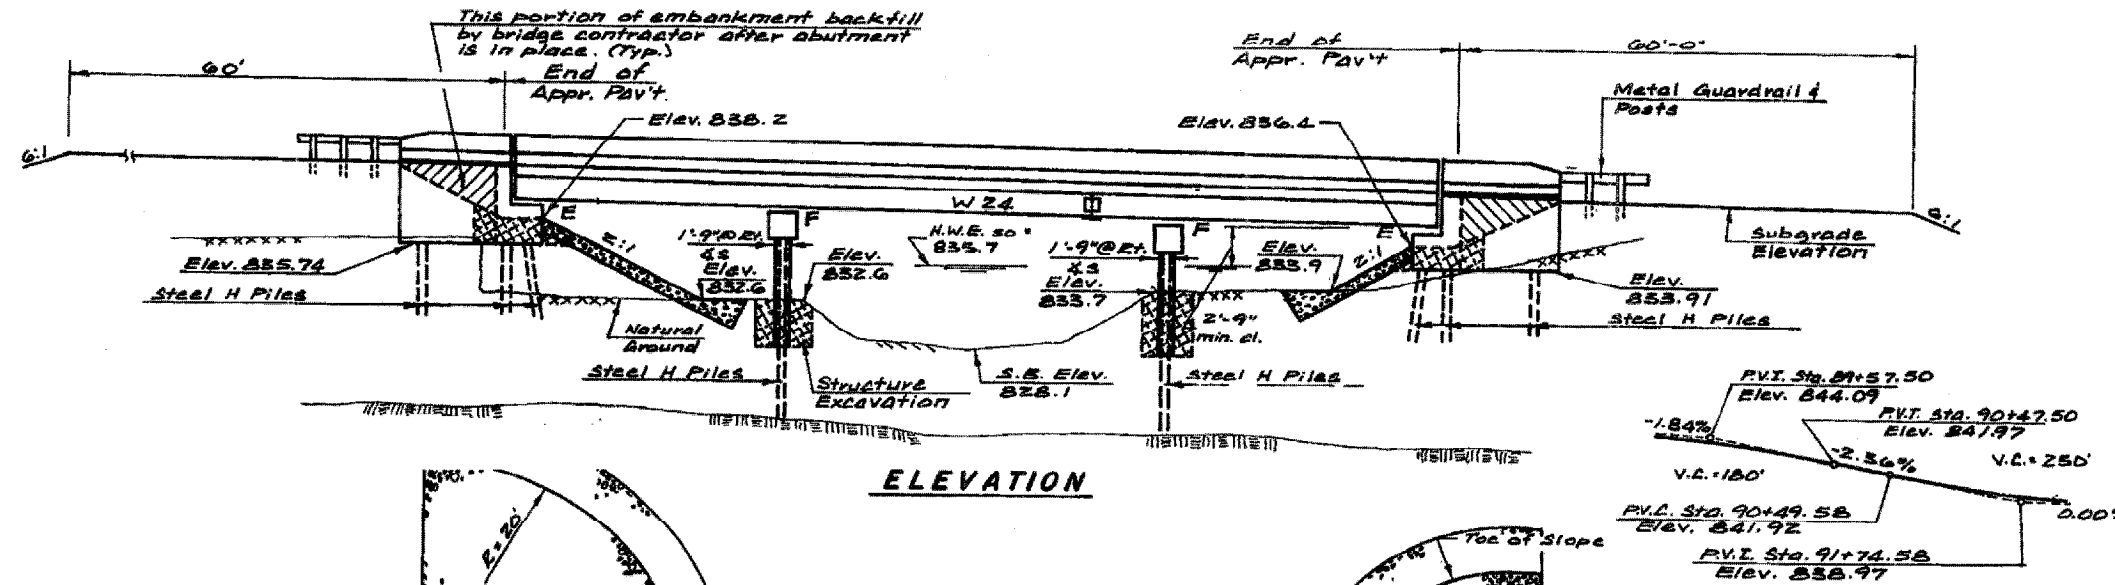 This portion of embankment backfill
by bridge contractor after abutment
is in place. (Typ.)
60'
End of
Appr. Pav't.
End of
Appr. Pav't
60'-0"
Metal Guardrail &
Posts
Elev. 838.2
Elev. 836.4
6:1
W 24
E
F
F
E
2:1
H.W.E. 50
835.7
1'-9"@ Rt.
∡s
Elev.
832.6
Elev.
832.6
1'-9"@ Rt.
∡s
Elev.
833.7
Elev.
833.9
2:1
6:1
Subgrade
Elevation
Elev. 835.74
Steel H Piles
Elev.
833.91
Steel H Piles
2'-9"
min. cl.
Natural
Ground
Steel H Piles
Structure
Excavation
S.B. Elev.
828.1
Steel H Piles
ELEVATION
P.V.I. Sta. 89+57.50
Elev. 844.09
P.V.T. Sta. 90+47.50
Elev. 841.97
-1.84%
-2.36%
V.C. = 250'
V.C. = 180'
P.V.C. Sta. 90+49.58
Elev. 841.92
0.00%
P.V.I. Sta. 91+74.58
Elev. 838.97
R = 20'
Toe of Slope